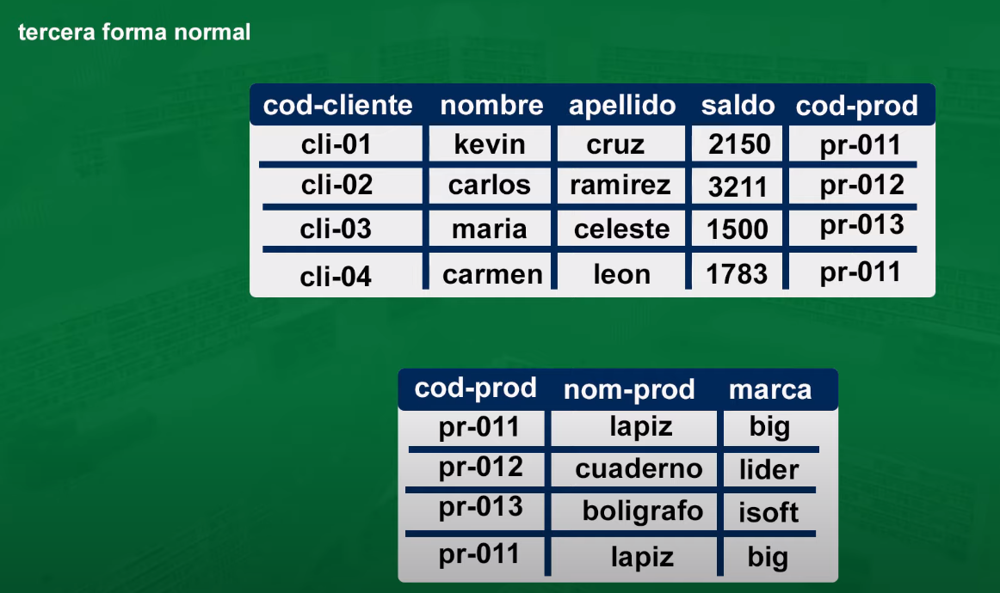 tercera forma normal
cod-cliente nombre apellido saldo cod-prod
cli-01 kevin cruz 2150 pr-011
cli-02 carlos ramirez 3211 pr-012
cli-03 maria celeste 1500 pr-013
cli-04 carmen leon 1783 pr-011
cod-prod nom-prod marca
pr-011 lapiz big
pr-012 cuaderno lider
pr-013 boligrafo isoft
pr-011 lapiz big